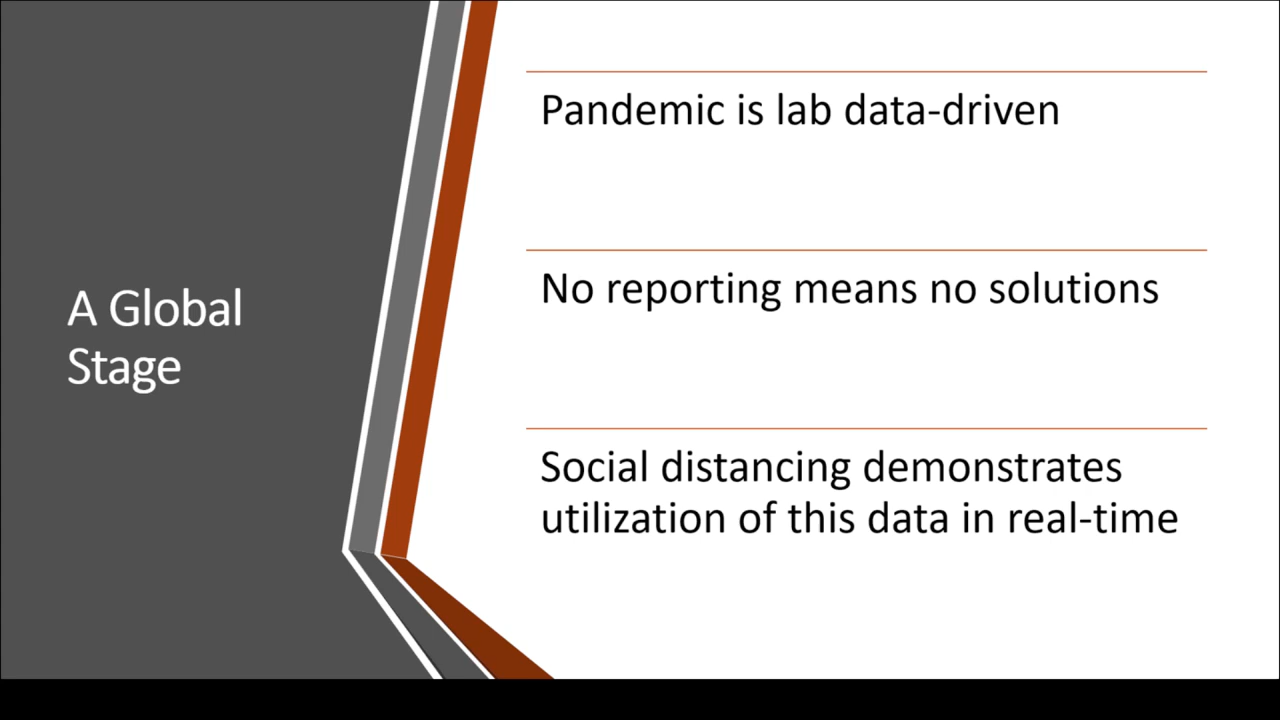 A Global
Stage
Pandemic is lab data-driven
No reporting means no solutions
Social distancing demonstrates
utilization of this data in real-time